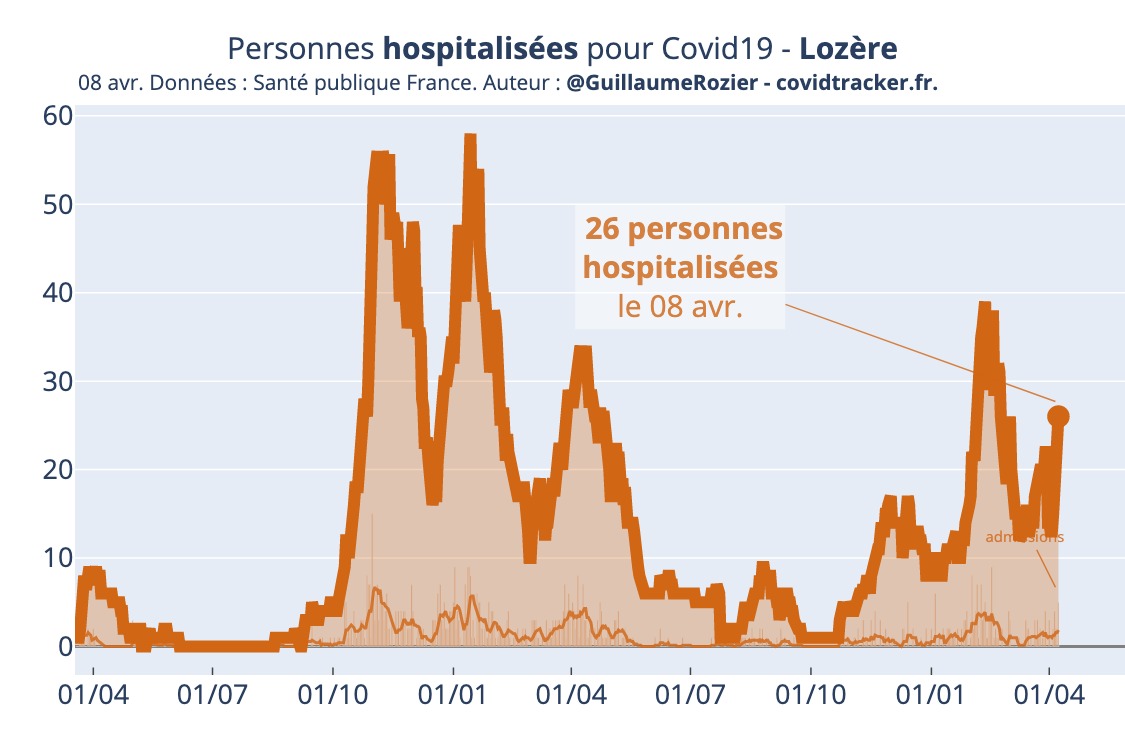 Personnes hospitalisées pour Covid19 - Lozère
08 avr. Données : Santé publique France. Auteur : @GuillaumeRozier - covidtracker.fr.
60
50
40
30
20
10
0
26 personnes
hospitalisées
le 08 avr.
admissions
01/04 01/07 01/10 01/01 01/04 01/07 01/10 01/01 01/04